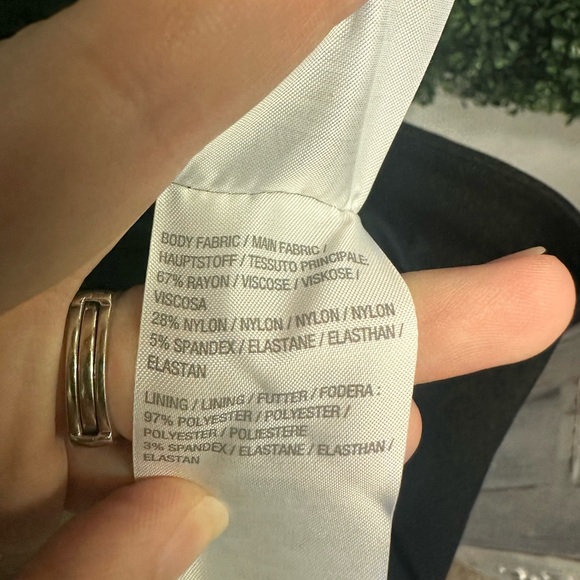 BODY FABRIC / MAIN FABRIC /
HAUPTSTOFF / TESSUTO PRINCIPALE
67% RAYON / VISCOSE / VISKOSE /
VISCOSA
28% NYLON / NYLON / NYLON / NYLON
5% SPANDEX / ELASTANE / ELASTHAN /
ELASTAN
LINING / LINING / FUTTER / FODERA :
97% POLYESTER / POLYESTER /
POLYESTER / POLIESTERE
3% SPANDEX / ELASTANE / ELASTHAN /
ELASTAN